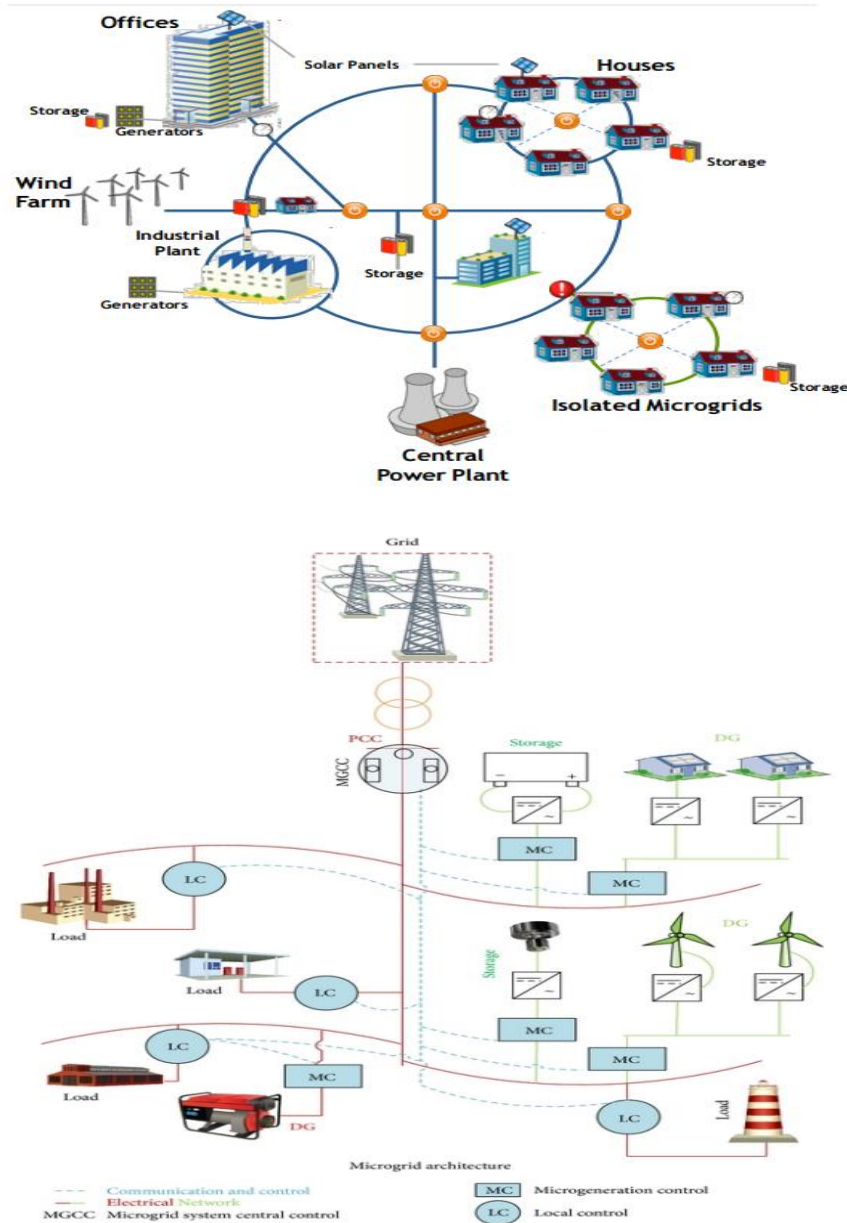 Offices
Solar Panels
Houses
Storage
Generators
Storage
Wind
Farm
Industrial
Plant
Storage
Generators
Storage
Isolated Microgrids
Central
Power Plant
Grid
PCC
MGCC
Storage
DG
MC
LC
MC
Load
DG
Storage
Load
LC
MC
LC
MC
MC
Load
LC
Load
DG
Microgrid architecture
Communication and control
Electrical Network
MGCC Microgrid system central control
MC Microgeneration control
LC Local control